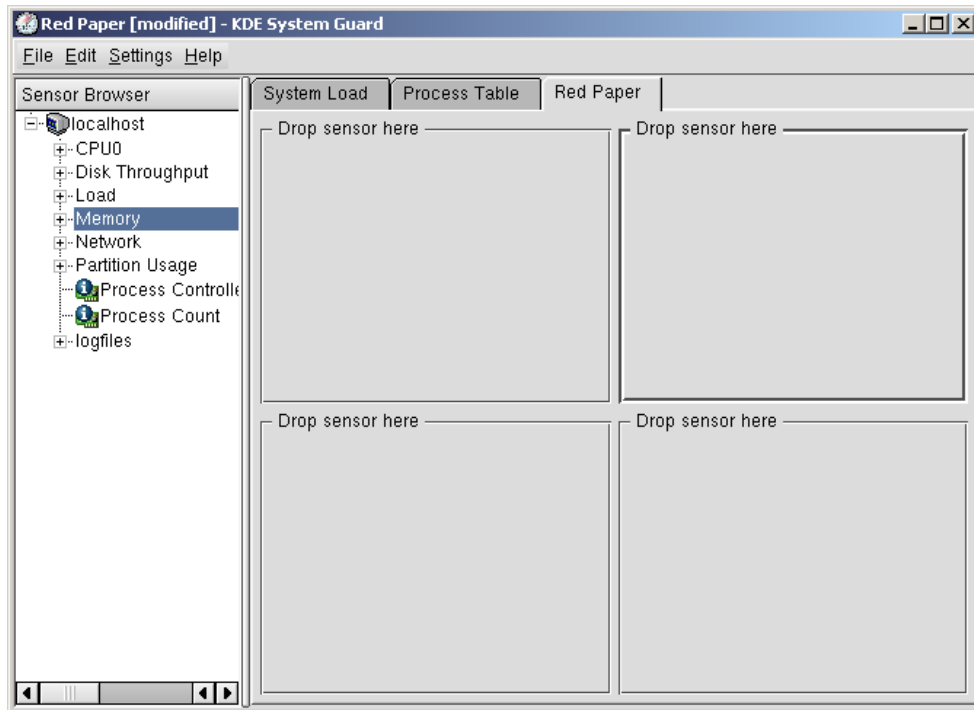 Red Paper [modified] - KDE System Guard
File Edit Settings Help
Sensor Browser
localhost
CPU0
Disk Throughput
Load
Memory
Network
Partition Usage
Process Controlle
Process Count
logfiles
System Load Process Table Red Paper
Drop sensor here Drop sensor here
Drop sensor here Drop sensor here